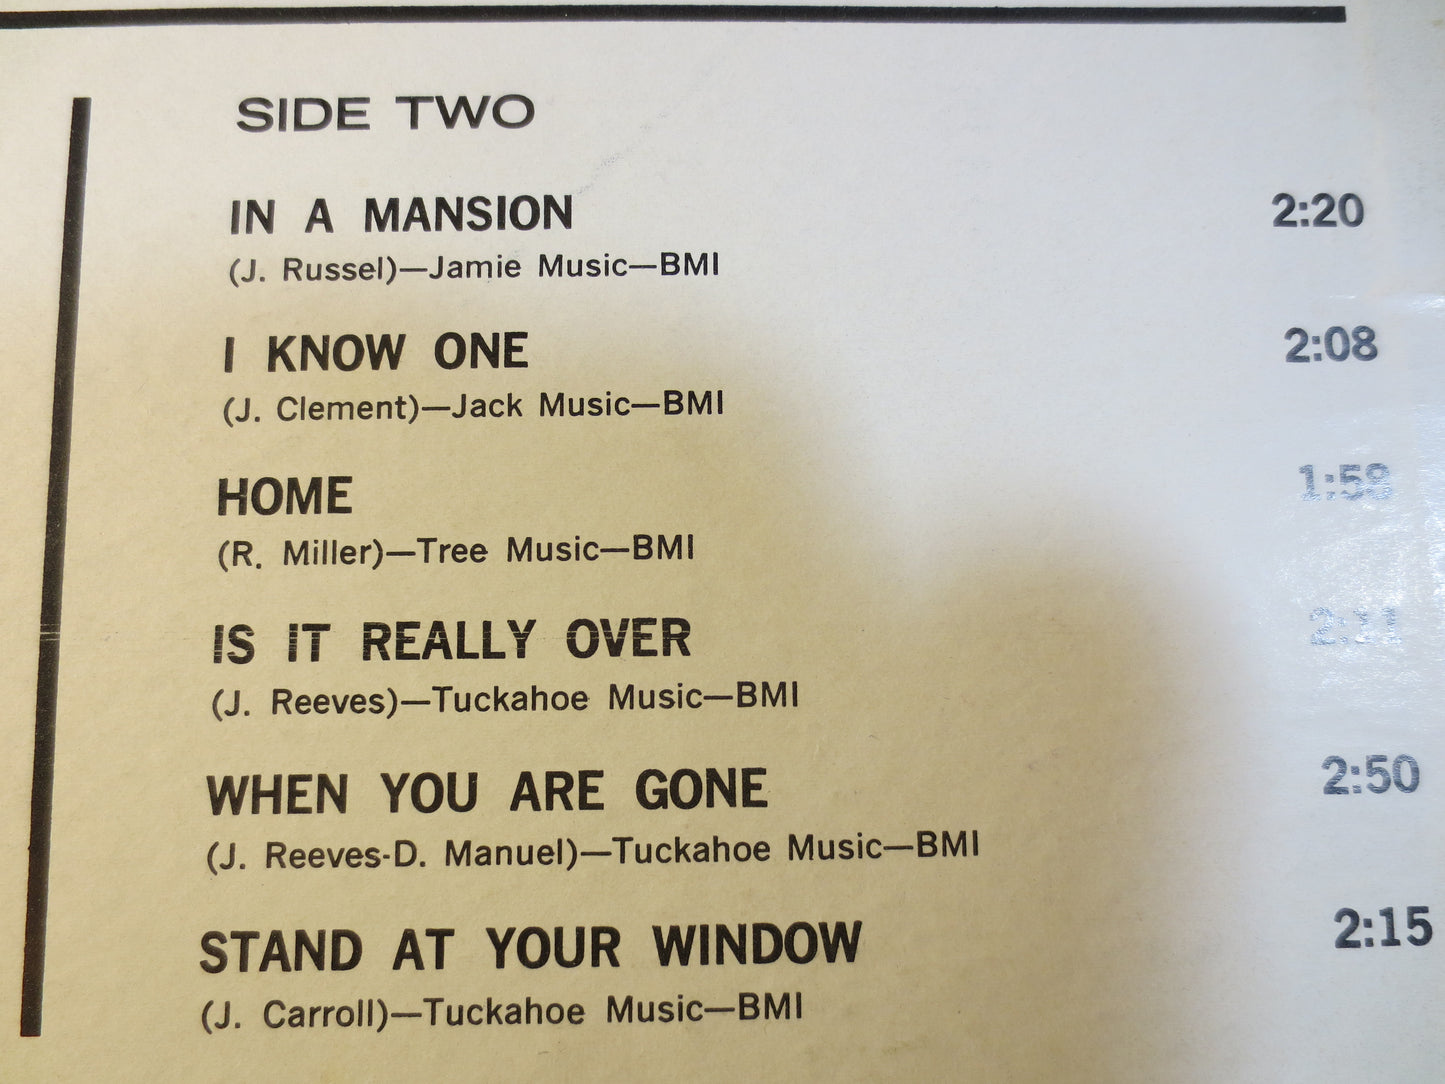 SIDE TWO
IN A MANSION 2:20
(J. Russel)—Jamie Music—BMI
I KNOW ONE 2:08
(J. Clement)—Jack Music—BMI
HOME
(R. Miller)—Tree Music—BMI
IS IT REALLY OVER 2:11
(J. Reeves)—Tuckahoe Music—BMI
WHEN YOU ARE GONE 2:50
(J. Reeves-D. Manuel)—Tuckahoe Music—BMI
STAND AT YOUR WINDOW 2:15
(J. Carroll)—Tuckahoe Music—BMI